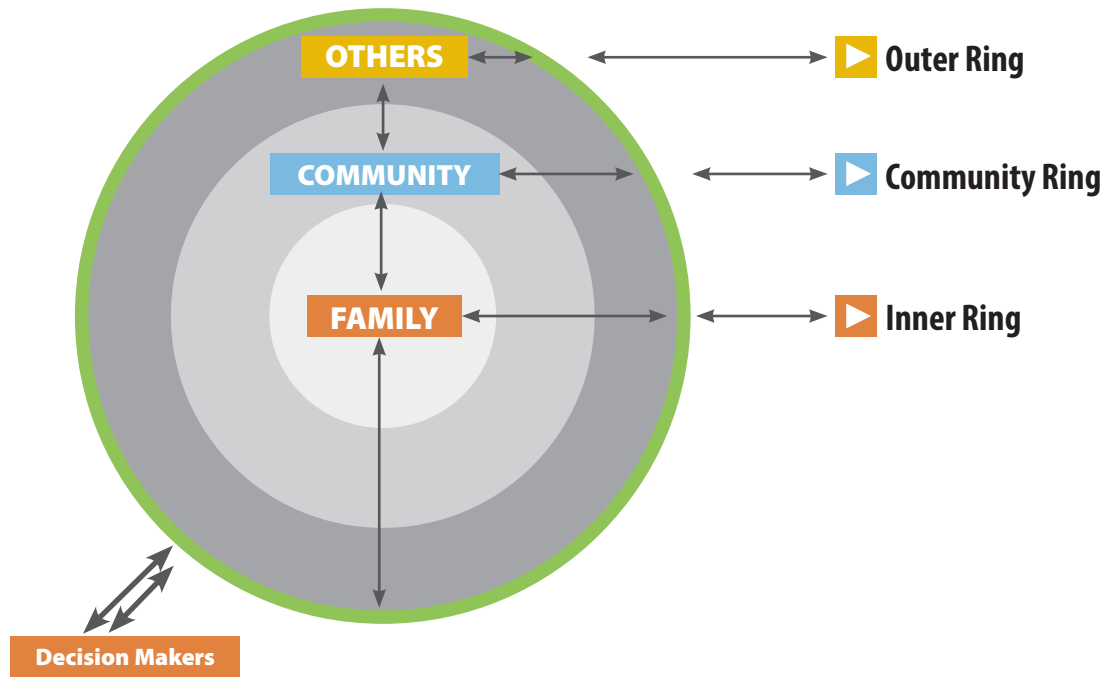 OTHERS
Outer Ring
COMMUNITY
Community Ring
FAMILY
Inner Ring
Decision Makers